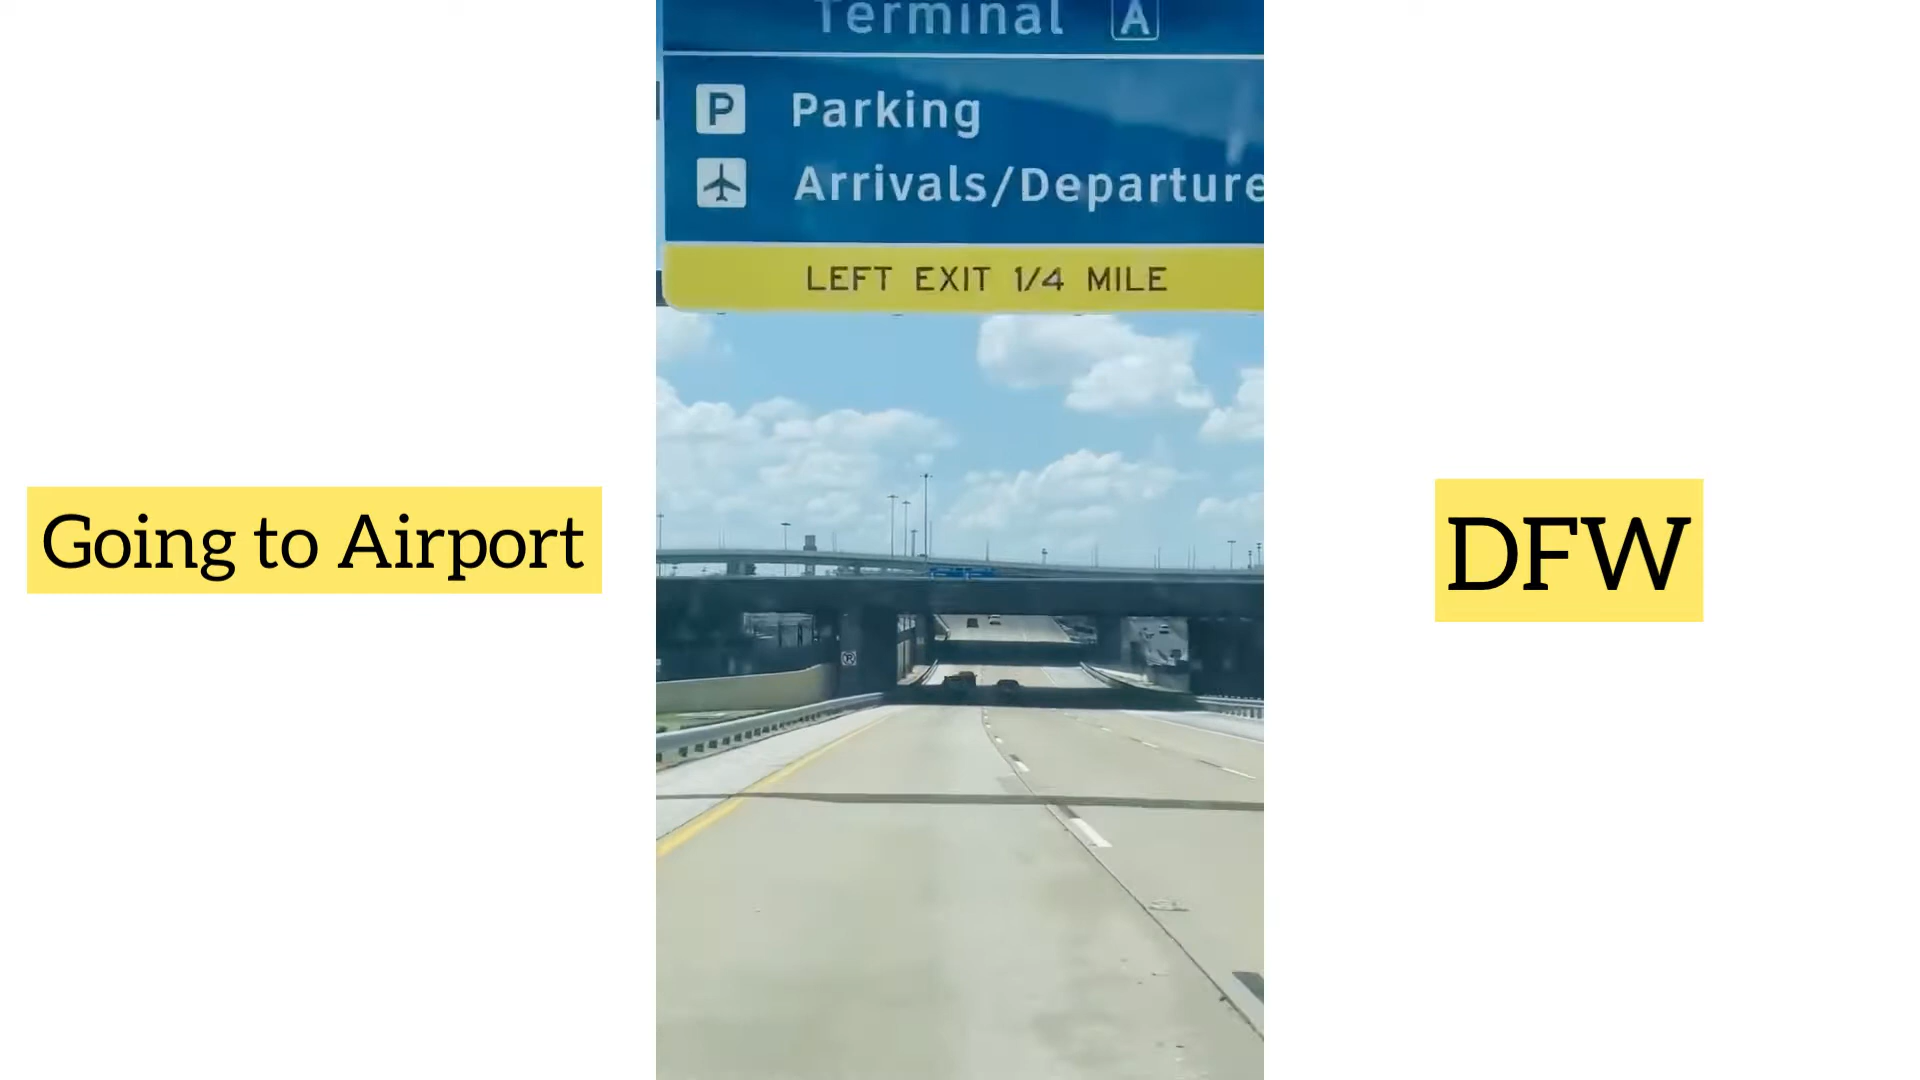 Terminal A
P Parking
Arrivals/Departure
LEFT EXIT 1/4 MILE
Going to Airport
DFW